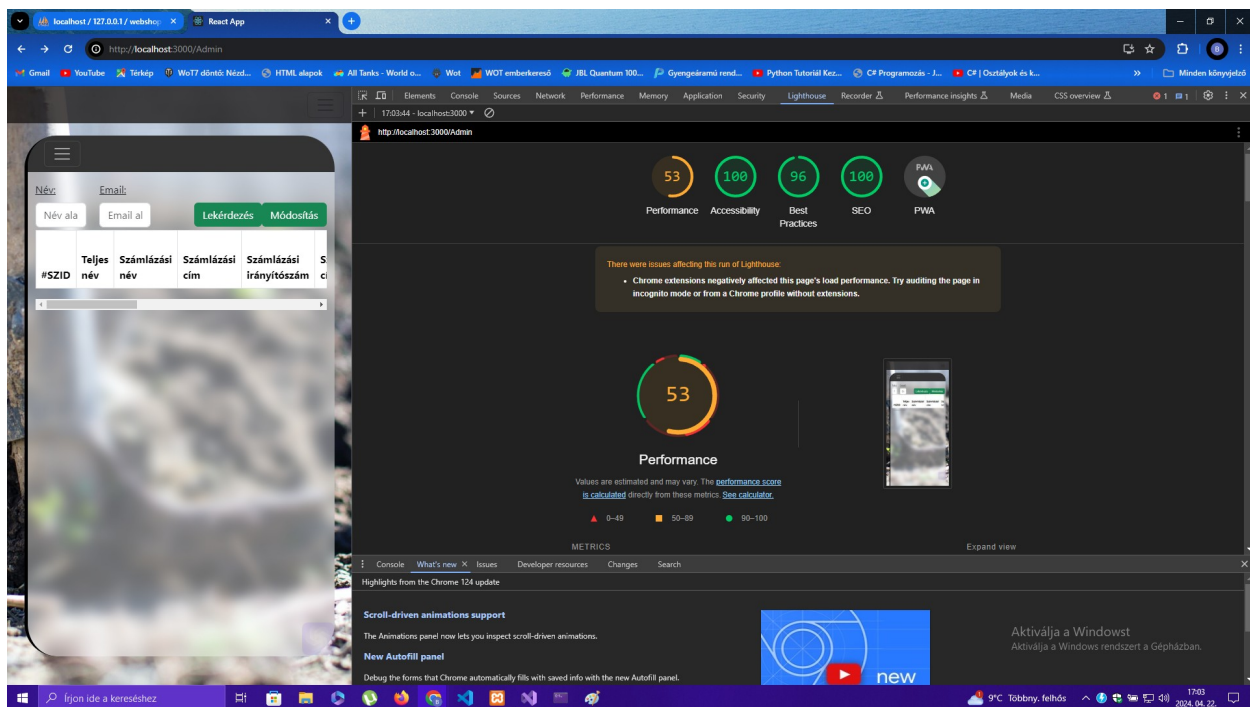 localhost / 127.0.0.1 / webshop
React App
http://localhost:3000/Admin
Gmail
YouTube
Térkép
WoT7 döntő: Nézd...
HTML alapok
All Tanks - World o...
Wot
WOT emberkereső
JBL Quantum 100...
Gyengeáramú rend...
Python Tutoriál Kez...
C# Programozás - J...
C# | Osztályok és k...
»
Minden könyvjelző
Elements Console Sources Network Performance Memory Application Security Lighthouse Recorder Performance insights Media CSS overview 1 1
17:03:44 - localhost:3000
http://localhost:3000/Admin
Név: Email:
Név ala Email al Lekérdezés Módosítás
#SZID Teljes név Számlázási név Számlázási cím Számlázási irányítószám
53 100 96 100 PWA
Performance Accessibility Best Practices SEO PWA
There were issues affecting this run of Lighthouse:
• Chrome extensions negatively affected this page's load performance. Try auditing the page in
incognito mode or from a Chrome profile without extensions.
53
Performance
Values are estimated and may vary. The performance score
is calculated directly from these metrics. See calculator.
0–49 50–89 90–100
METRICS Expand view
Console What's new Issues Developer resources Changes Search
Highlights from the Chrome 124 update
Scroll-driven animations support
The Animations panel now lets you inspect scroll-driven animations.
New Autofill panel
Debug the forms that Chrome automatically fills with saved info with the new Autofill panel.
new
Aktiválja a Windowst
Aktiválja a Windows rendszert a Gépházban.
Írjon ide a kereséshez
9°C Többny. felhős
17:03
2024. 04. 22.